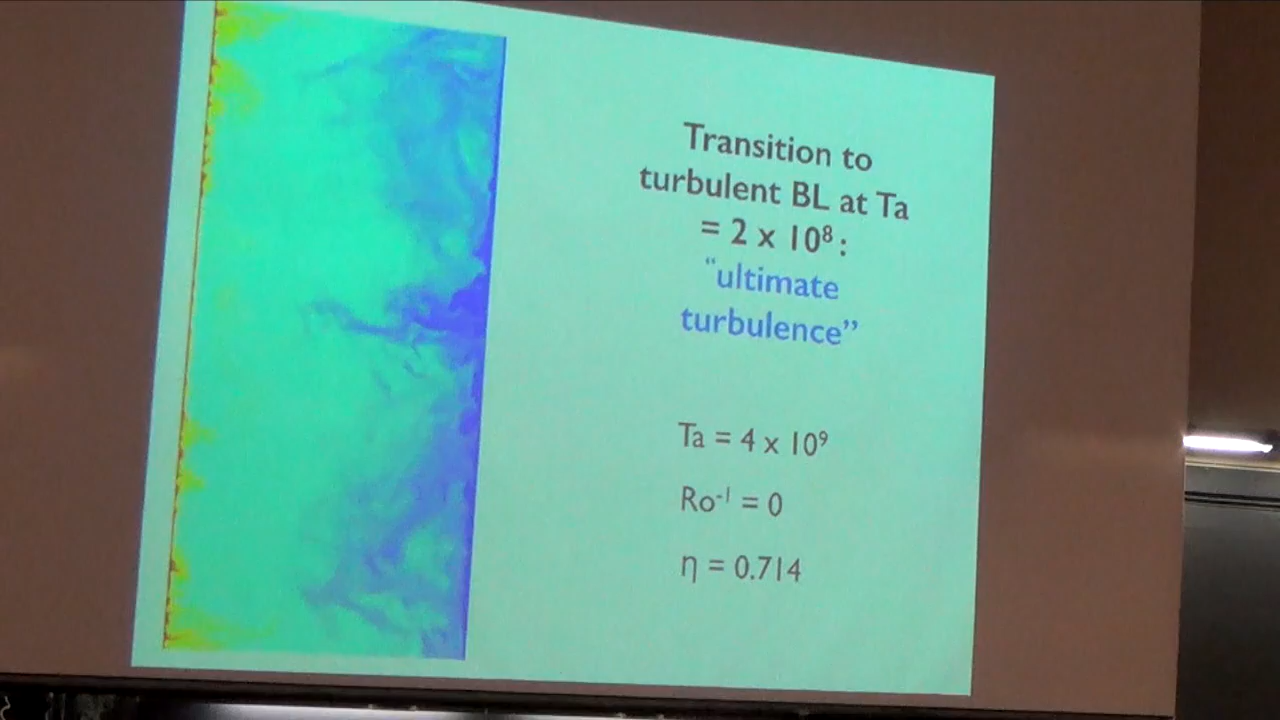 Transition to
turbulent BL at Ta
= 2 x 10⁸ :
“ultimate
turbulence”
Ta = 4 x 10⁹
Ro⁻¹ = 0
η = 0.714